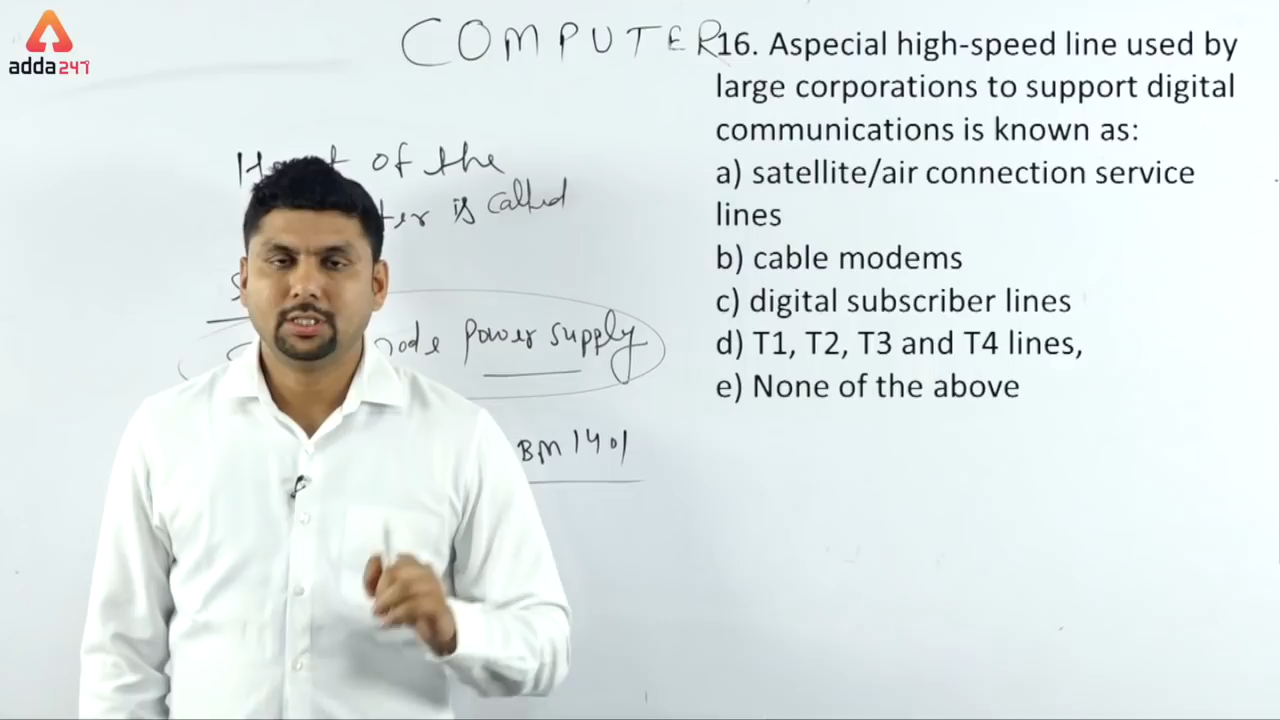 adda247
COMPUTER
of the
is called
power supply
BM 1401
16. Aspecial high-speed line used by
large corporations to support digital
communications is known as:
a) satellite/air connection service
lines
b) cable modems
c) digital subscriber lines
d) T1, T2, T3 and T4 lines,
e) None of the above